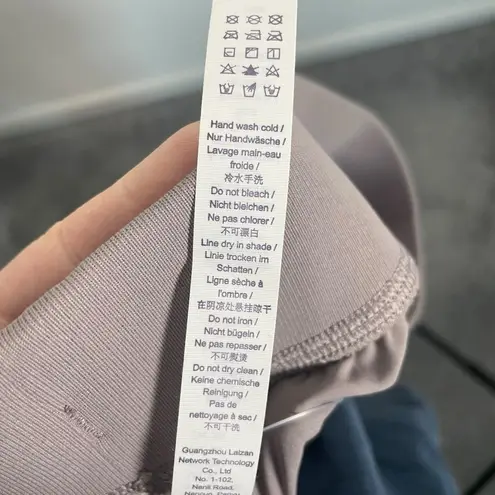 Hand wash cold /
Nur Handwäsche /
Lavage main-eau
froide /
冷水手洗
Do not bleach /
Nicht bleichen /
Ne pas chlorer /
不可漂白
Line dry in shade /
Linie trocken im
Schatten /
Ligne sèche à
l'ombre /
在阴凉处悬挂晾干
Do not iron /
Nicht bügeln /
Ne pas repasser /
不可熨烫
Do not dry clean /
Keine chemische
Reinigung /
Pas de
nettoyage à sec /
不可干洗
Guangzhou Laizan
Network Technology
Co., Ltd
No. 1-102,
Nanji Road,